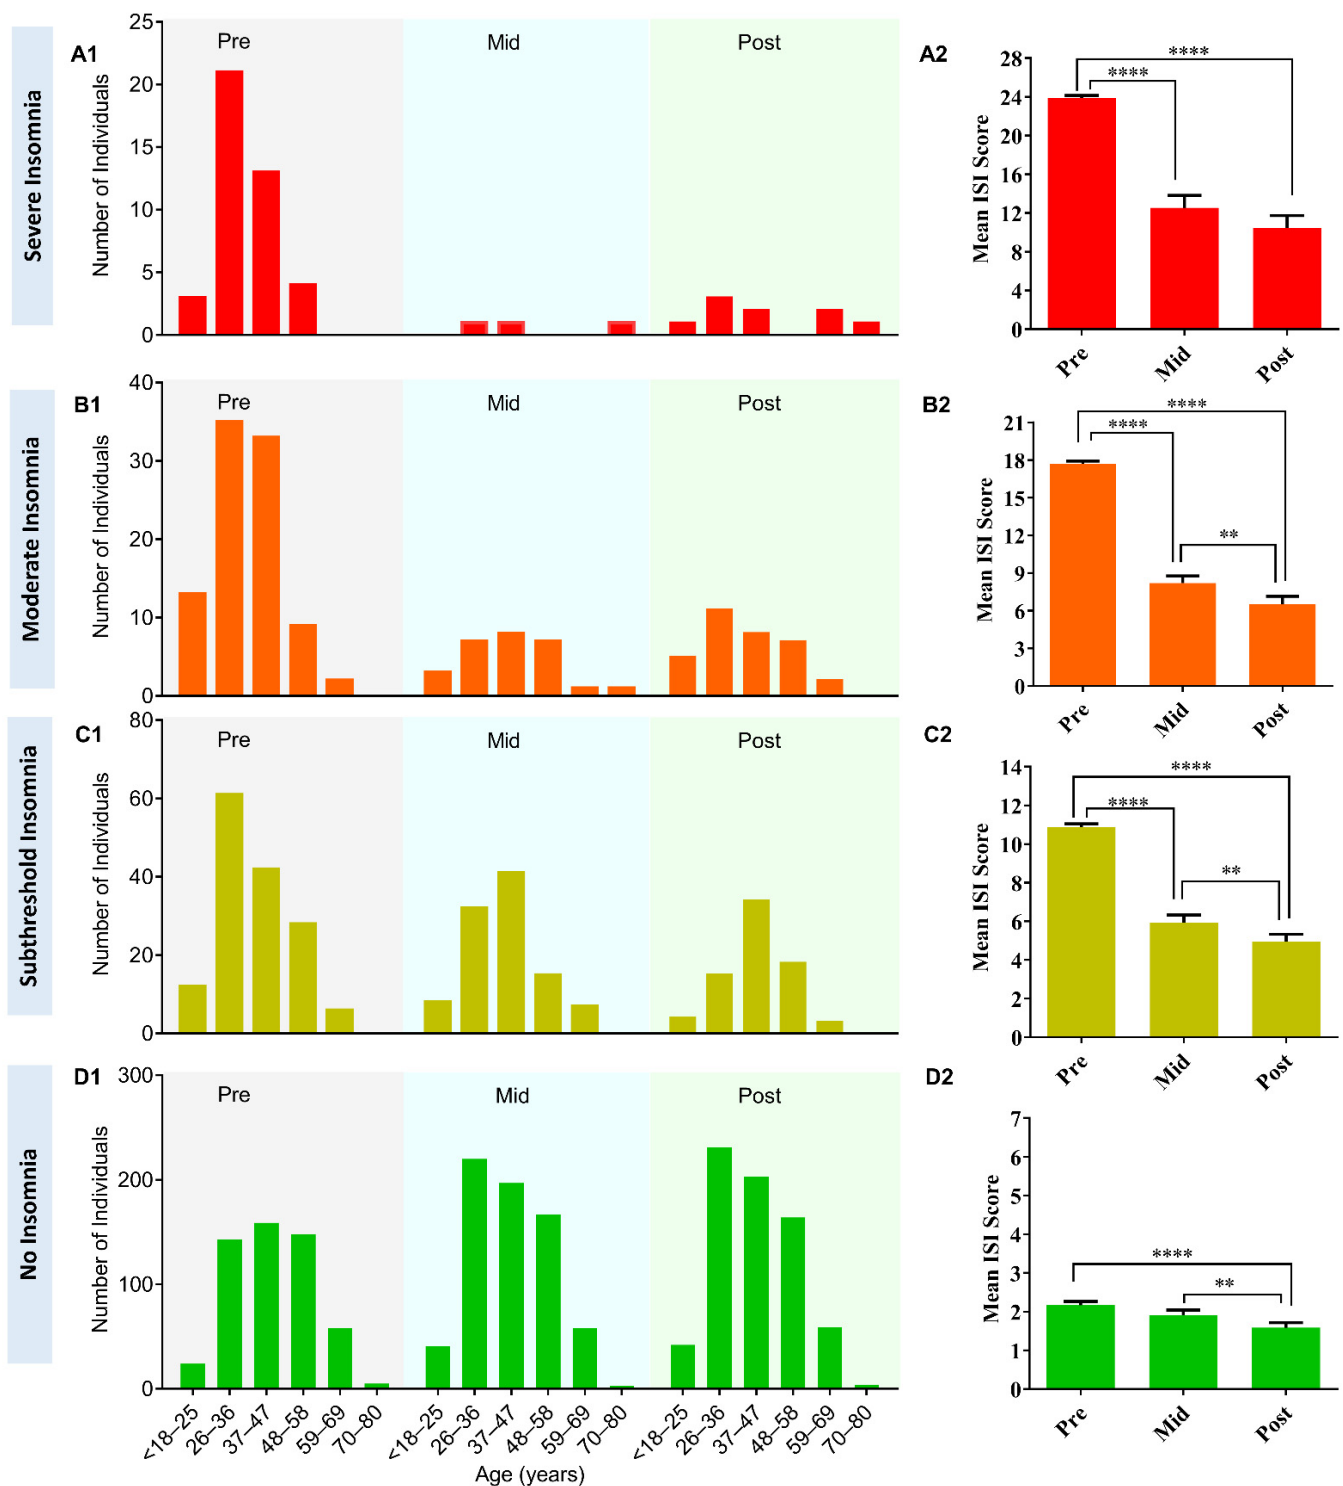 Severe Insomnia
A1
Number of Individuals
25
20
15
10
5
0
Pre
Mid
Post
A2
Mean ISI Score
28
24
20
16
12
8
4
0
****
****
Pre
Mid
Post
Moderate Insomnia
B1
Number of Individuals
40
30
20
10
0
Pre
Mid
Post
B2
Mean ISI Score
21
18
15
12
9
6
3
0
****
****
**
Pre
Mid
Post
Subthreshold Insomnia
C1
Number of Individuals
80
60
40
20
0
Pre
Mid
Post
C2
Mean ISI Score
14
12
10
8
6
4
2
0
****
****
**
Pre
Mid
Post
No Insomnia
D1
Number of Individuals
300
200
100
0
Pre
Mid
Post
<18–25
26–36
37–47
48–58
59–69
70–80
<18–25
26–36
37–47
48–58
59–69
70–80
<18–25
26–36
37–47
48–58
59–69
70–80
Age (years)
D2
Mean ISI Score
7
6
5
4
3
2
1
0
****
**
Pre
Mid
Post